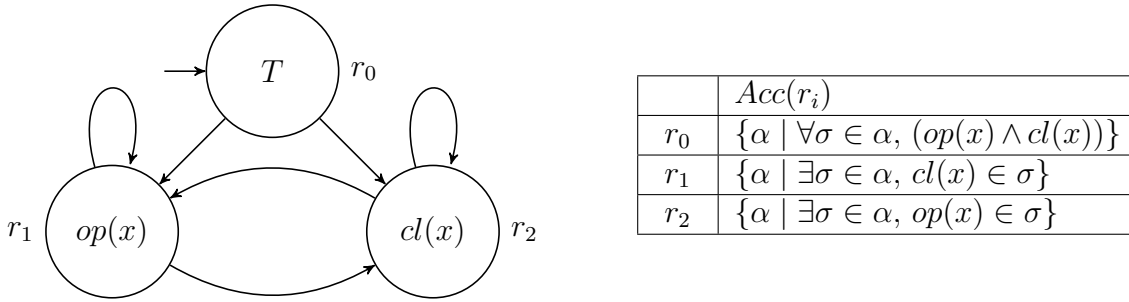 T
r₀
r₁
op(x)
cl(x)
r₂
Acc(rᵢ)
r₀ {α | ∀σ ∈ α, (op(x) ∧ cl(x))}
r₁ {α | ∃σ ∈ α, cl(x) ∈ σ}
r₂ {α | ∃σ ∈ α, op(x) ∈ σ}